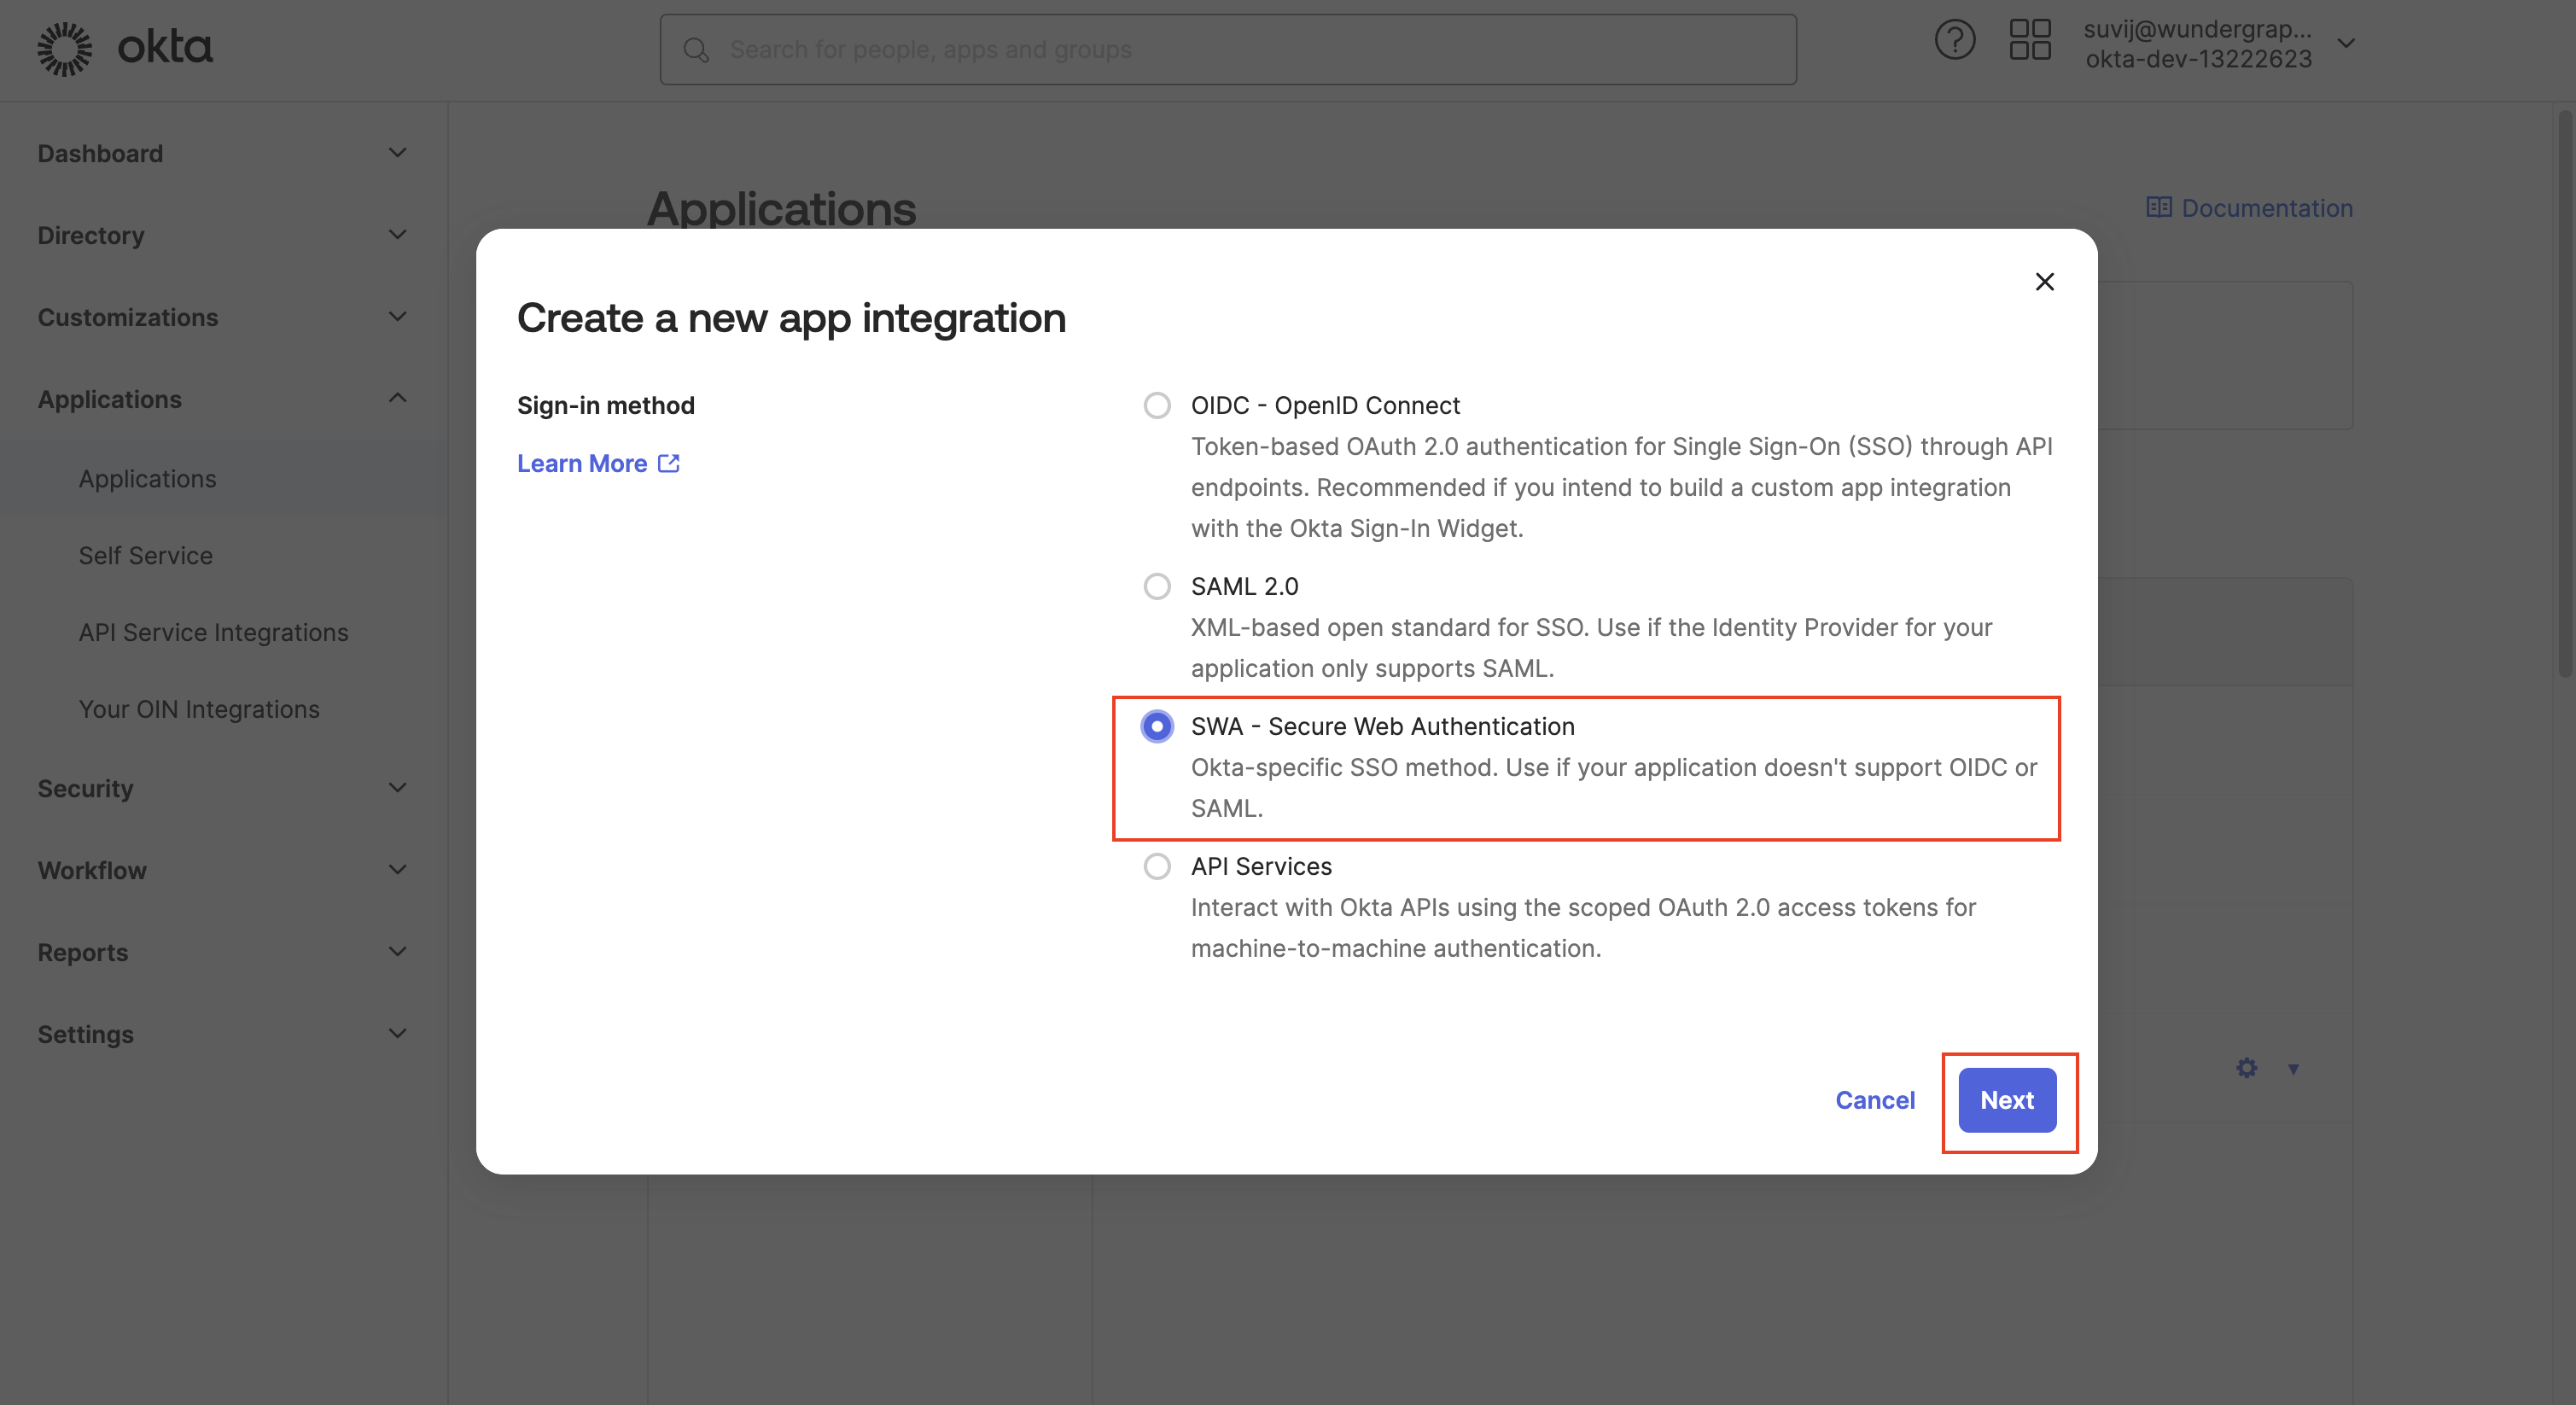 okta
Search for people, apps and groups
suvij@wundergrap...
okta-dev-13222623
Dashboard
Directory
Customizations
Applications
Applications
Self Service
API Service Integrations
Your OIN Integrations
Security
Workflow
Reports
Settings
Applications
Documentation
Create a new app integration
Sign-in method
Learn More
OIDC - OpenID Connect
Token-based OAuth 2.0 authentication for Single Sign-On (SSO) through API
endpoints. Recommended if you intend to build a custom app integration
with the Okta Sign-In Widget.
SAML 2.0
XML-based open standard for SSO. Use if the Identity Provider for your
application only supports SAML.
SWA - Secure Web Authentication
Okta-specific SSO method. Use if your application doesn't support OIDC or
SAML.
API Services
Interact with Okta APIs using the scoped OAuth 2.0 access tokens for
machine-to-machine authentication.
Cancel
Next